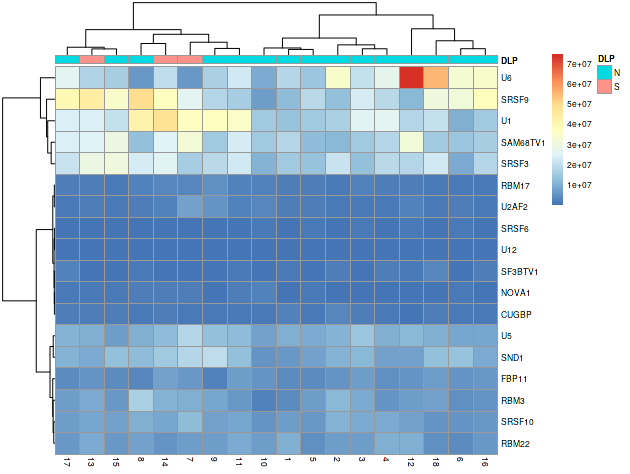 DLP
U6
SRSF9
U1
SAM68TV1
SRSF3
RBM17
U2AF2
SRSF6
U12
SF3BTV1
NOVA1
CUGBP
U5
SND1
FBP11
RBM3
SRSF10
RBM22
17 13 15 8 14 7 9 11 10 1 5 2 3 4 12 18 6 16
7e+07
6e+07
5e+07
4e+07
3e+07
2e+07
1e+07
DLP
N
S